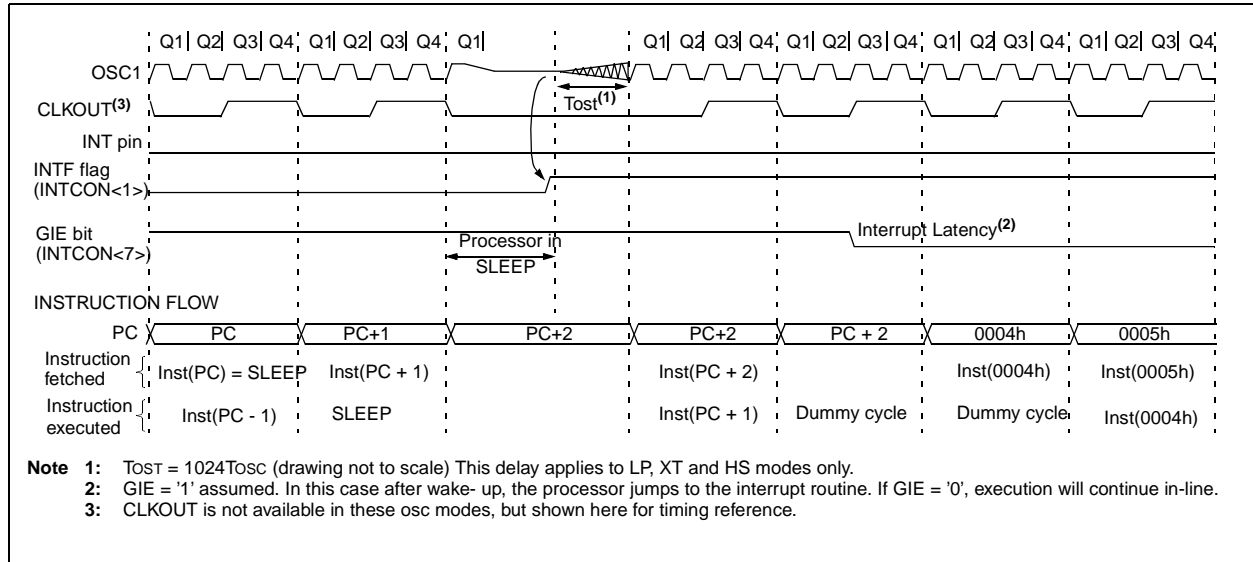 Q1 Q2 Q3 Q4 Q1 Q2 Q3 Q4 Q1 Q1 Q2 Q3 Q4 Q1 Q2 Q3 Q4 Q1 Q2 Q3 Q4 Q1 Q2 Q3 Q4
OSC1
Tost(1)
CLKOUT(3)
INT pin
INTF flag
(INTCON<1>)
GIE bit
(INTCON<7>)
Processor in
SLEEP
Interrupt Latency(2)
INSTRUCTION FLOW
PC PC PC+1 PC+2 PC+2 PC + 2 0004h 0005h
Instruction
fetched
Inst(PC) = SLEEP Inst(PC + 1) Inst(PC + 2) Inst(0004h) Inst(0005h)
Instruction
executed
Inst(PC - 1) SLEEP Inst(PC + 1) Dummy cycle Dummy cycle Inst(0004h)
Note 1: TOST = 1024TOSC (drawing not to scale) This delay applies to LP, XT and HS modes only.
2: GIE = '1' assumed. In this case after wake- up, the processor jumps to the interrupt routine. If GIE = '0', execution will continue in-line.
3: CLKOUT is not available in these osc modes, but shown here for timing reference.